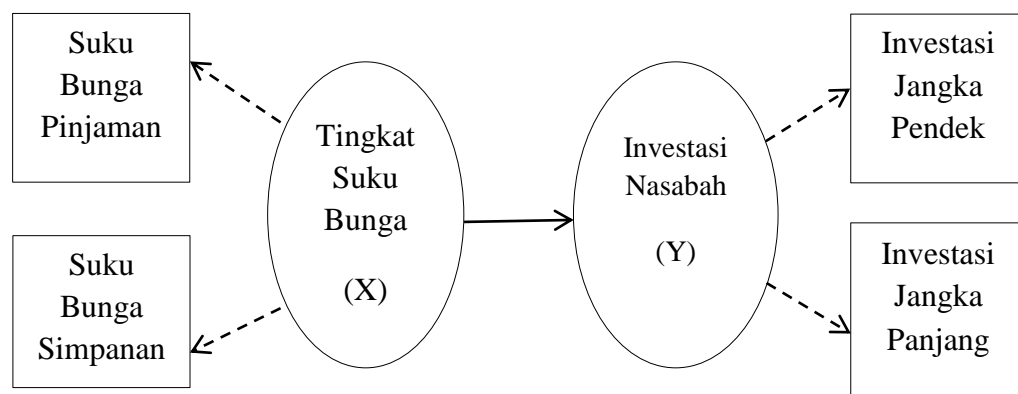 Suku
Bunga
Pinjaman
Suku
Bunga
Simpanan
Tingkat
Suku
Bunga
(X)
Investasi
Nasabah
(Y)
Investasi
Jangka
Pendek
Investasi
Jangka
Panjang